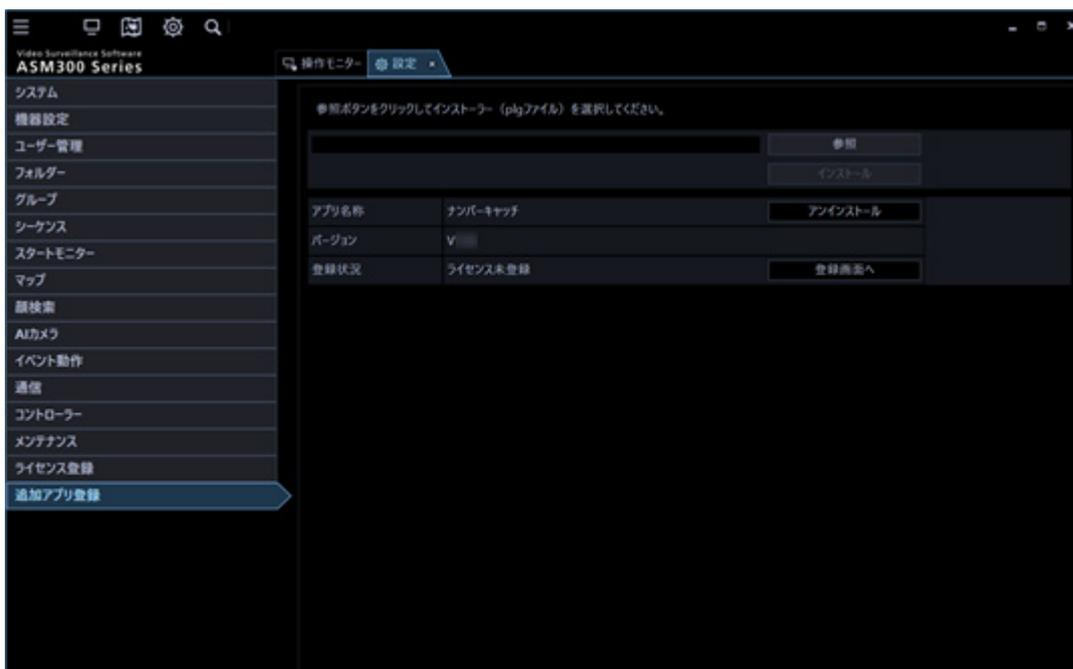 Video Surveillance Software
ASM300 Series
操作モニター 設定 ×
システム
機器設定
ユーザー管理
フォルダー
グループ
シーケンス
スタートモニター
マップ
顔検索
AIカメラ
イベント動作
通信
コントローラー
メンテナンス
ライセンス登録
追加アプリ登録
参照ボタンをクリックしてインストーラー（plgファイル）を選択してください。
参照
インストール
アプリ名称 ナンバーキャッチ アンインストール
バージョン V
登録状況 ライセンス未登録 登録画面へ